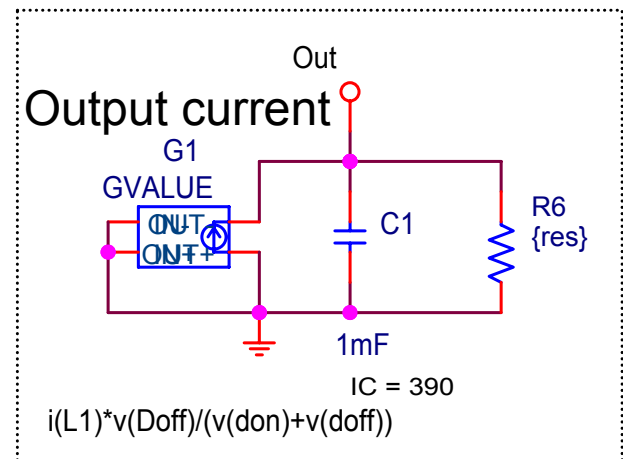 Out
Output current
G1
GVALUE
C1
R6
{res}
1mF
IC = 390
i(L1)*v(Doff)/(v(don)+v(doff))